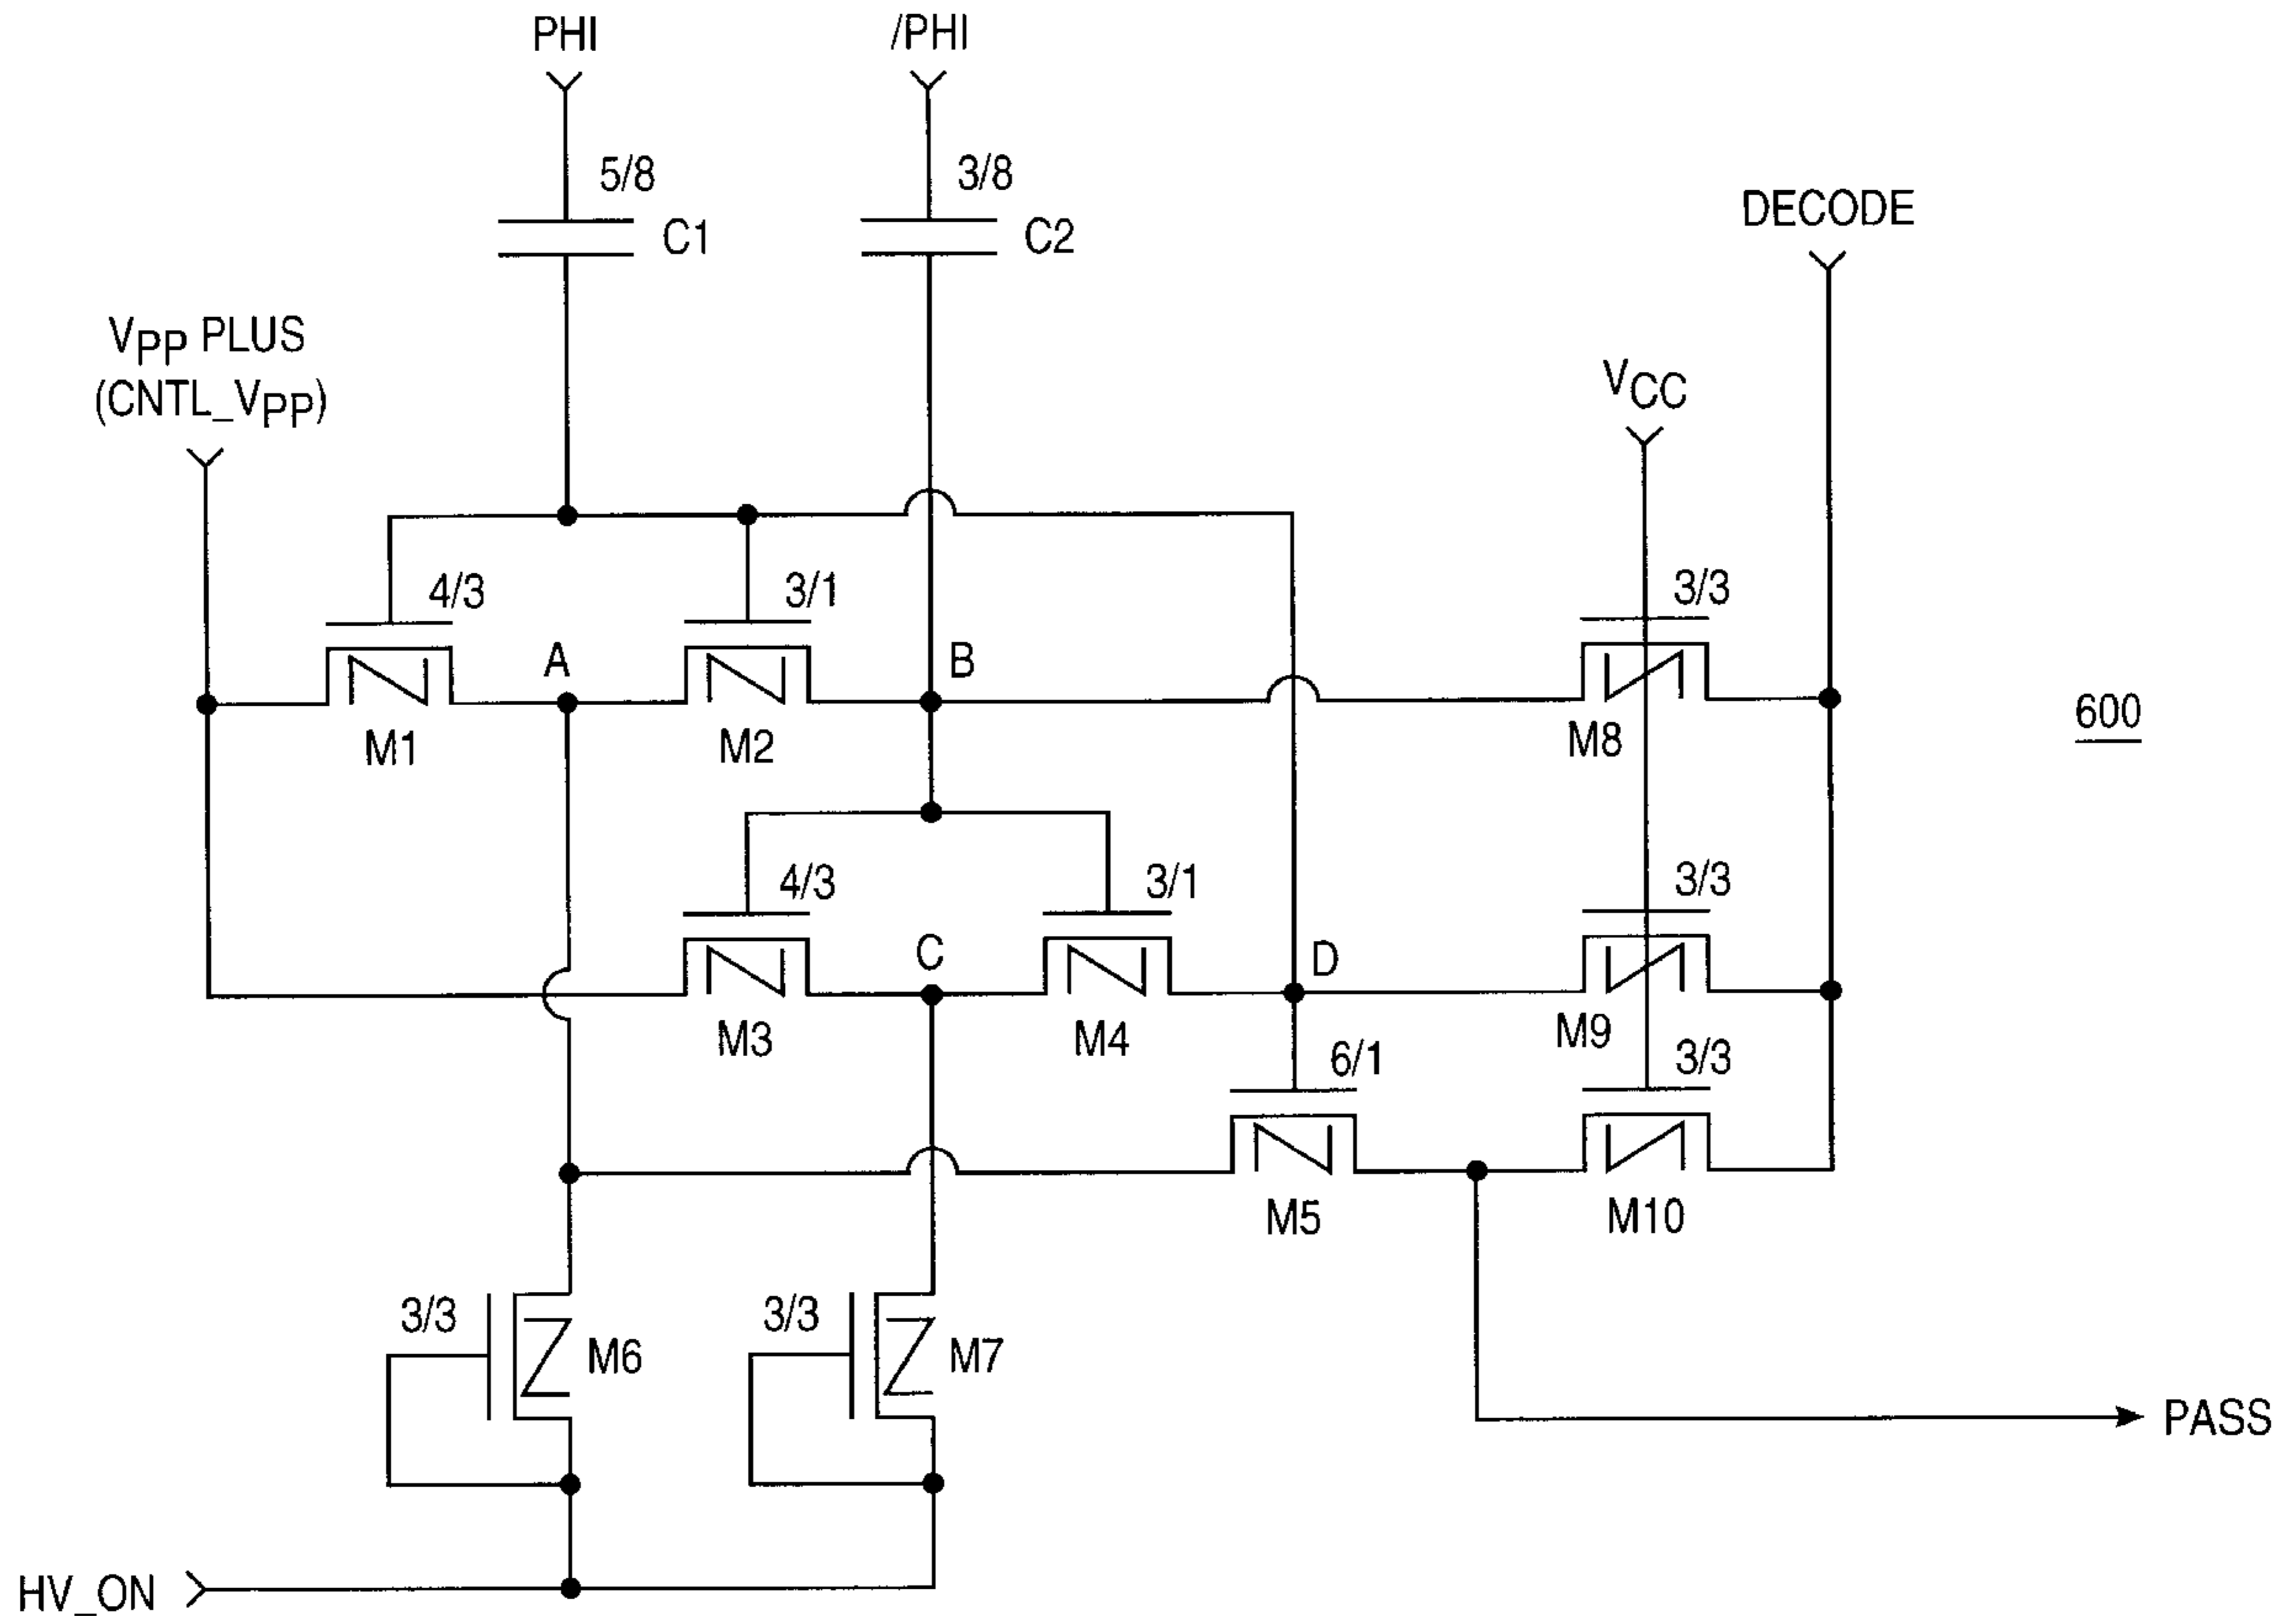 PHI
/PHI
5/8
C1
3/8
C2
DECODE
VPP PLUS
(CNTL_VPP)
VCC
4/3
3/1
3/3
A
B
M1
M2
M8
600
4/3
3/1
3/3
C
D
M3
M4
M9
6/1
3/3
M5
M10
3/3
M6
3/3
M7
PASS
HV_ON